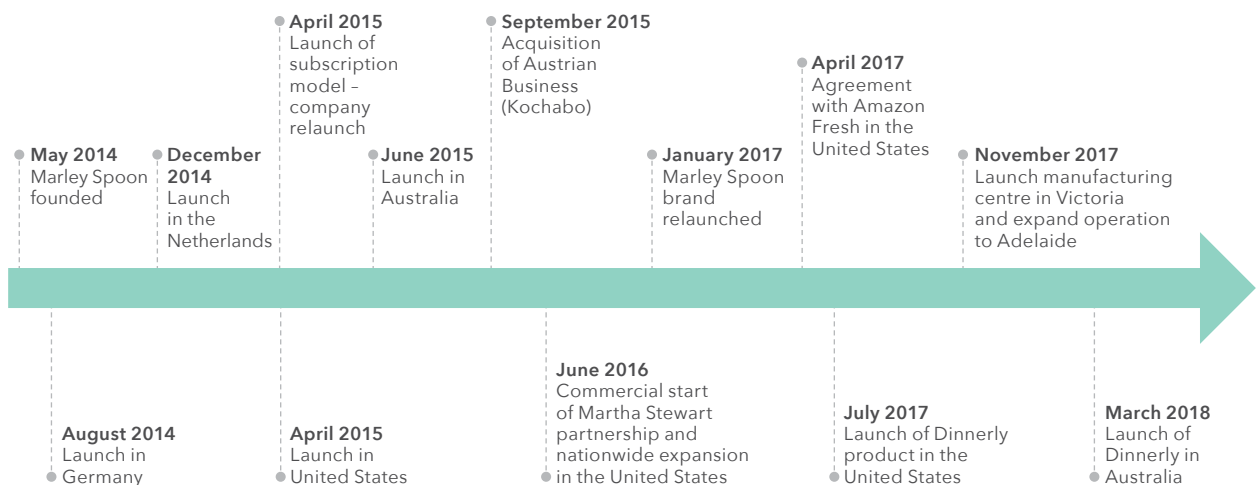 April 2015
Launch of
subscription
model –
company
relaunch
September 2015
Acquisition
of Austrian
Business
(Kochabo)
April 2017
Agreement
with Amazon
Fresh in the
United States
May 2014
Marley Spoon
founded
December
2014
Launch
in the
Netherlands
June 2015
Launch in
Australia
January 2017
Marley Spoon
brand
relaunched
November 2017
Launch manufacturing
centre in Victoria
and expand operation
to Adelaide
August 2014
Launch in
Germany
April 2015
Launch in
United States
June 2016
Commercial start
of Martha Stewart
partnership and
nationwide expansion
in the United States
July 2017
Launch of Dinnerly
product in the
United States
March 2018
Launch of
Dinnerly in
Australia